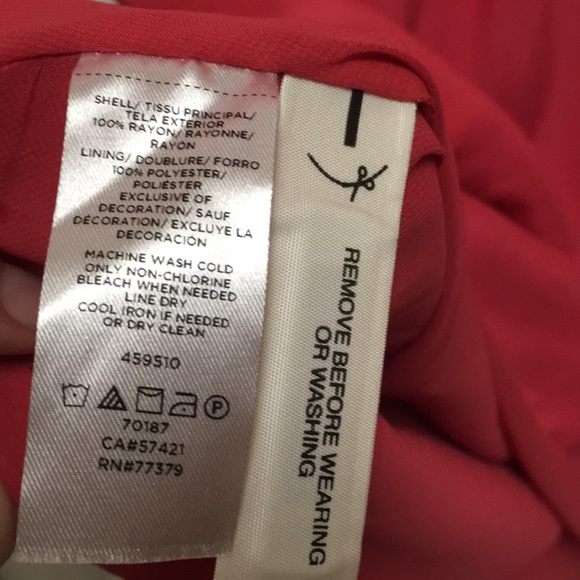 SHELL/ TISSU PRINCIPAL/
TELA EXTERIOR
100% RAYON/ RAYONNE/
RAYÓN
LINING/ DOUBLURE/ FORRO
100% POLYESTER/
POLIÉSTER
EXCLUSIVE OF
DECORATION/ SAUF
DÉCORATION/ EXCLUYE LA
DECORACIÓN
MACHINE WASH COLD
ONLY NON-CHLORINE
BLEACH WHEN NEEDED
LINE DRY
COOL IRON IF NEEDED
OR DRY CLEAN
459510
P
70187
CA#57421
RN#77379
REMOVE BEFORE WEARING
OR WASHING